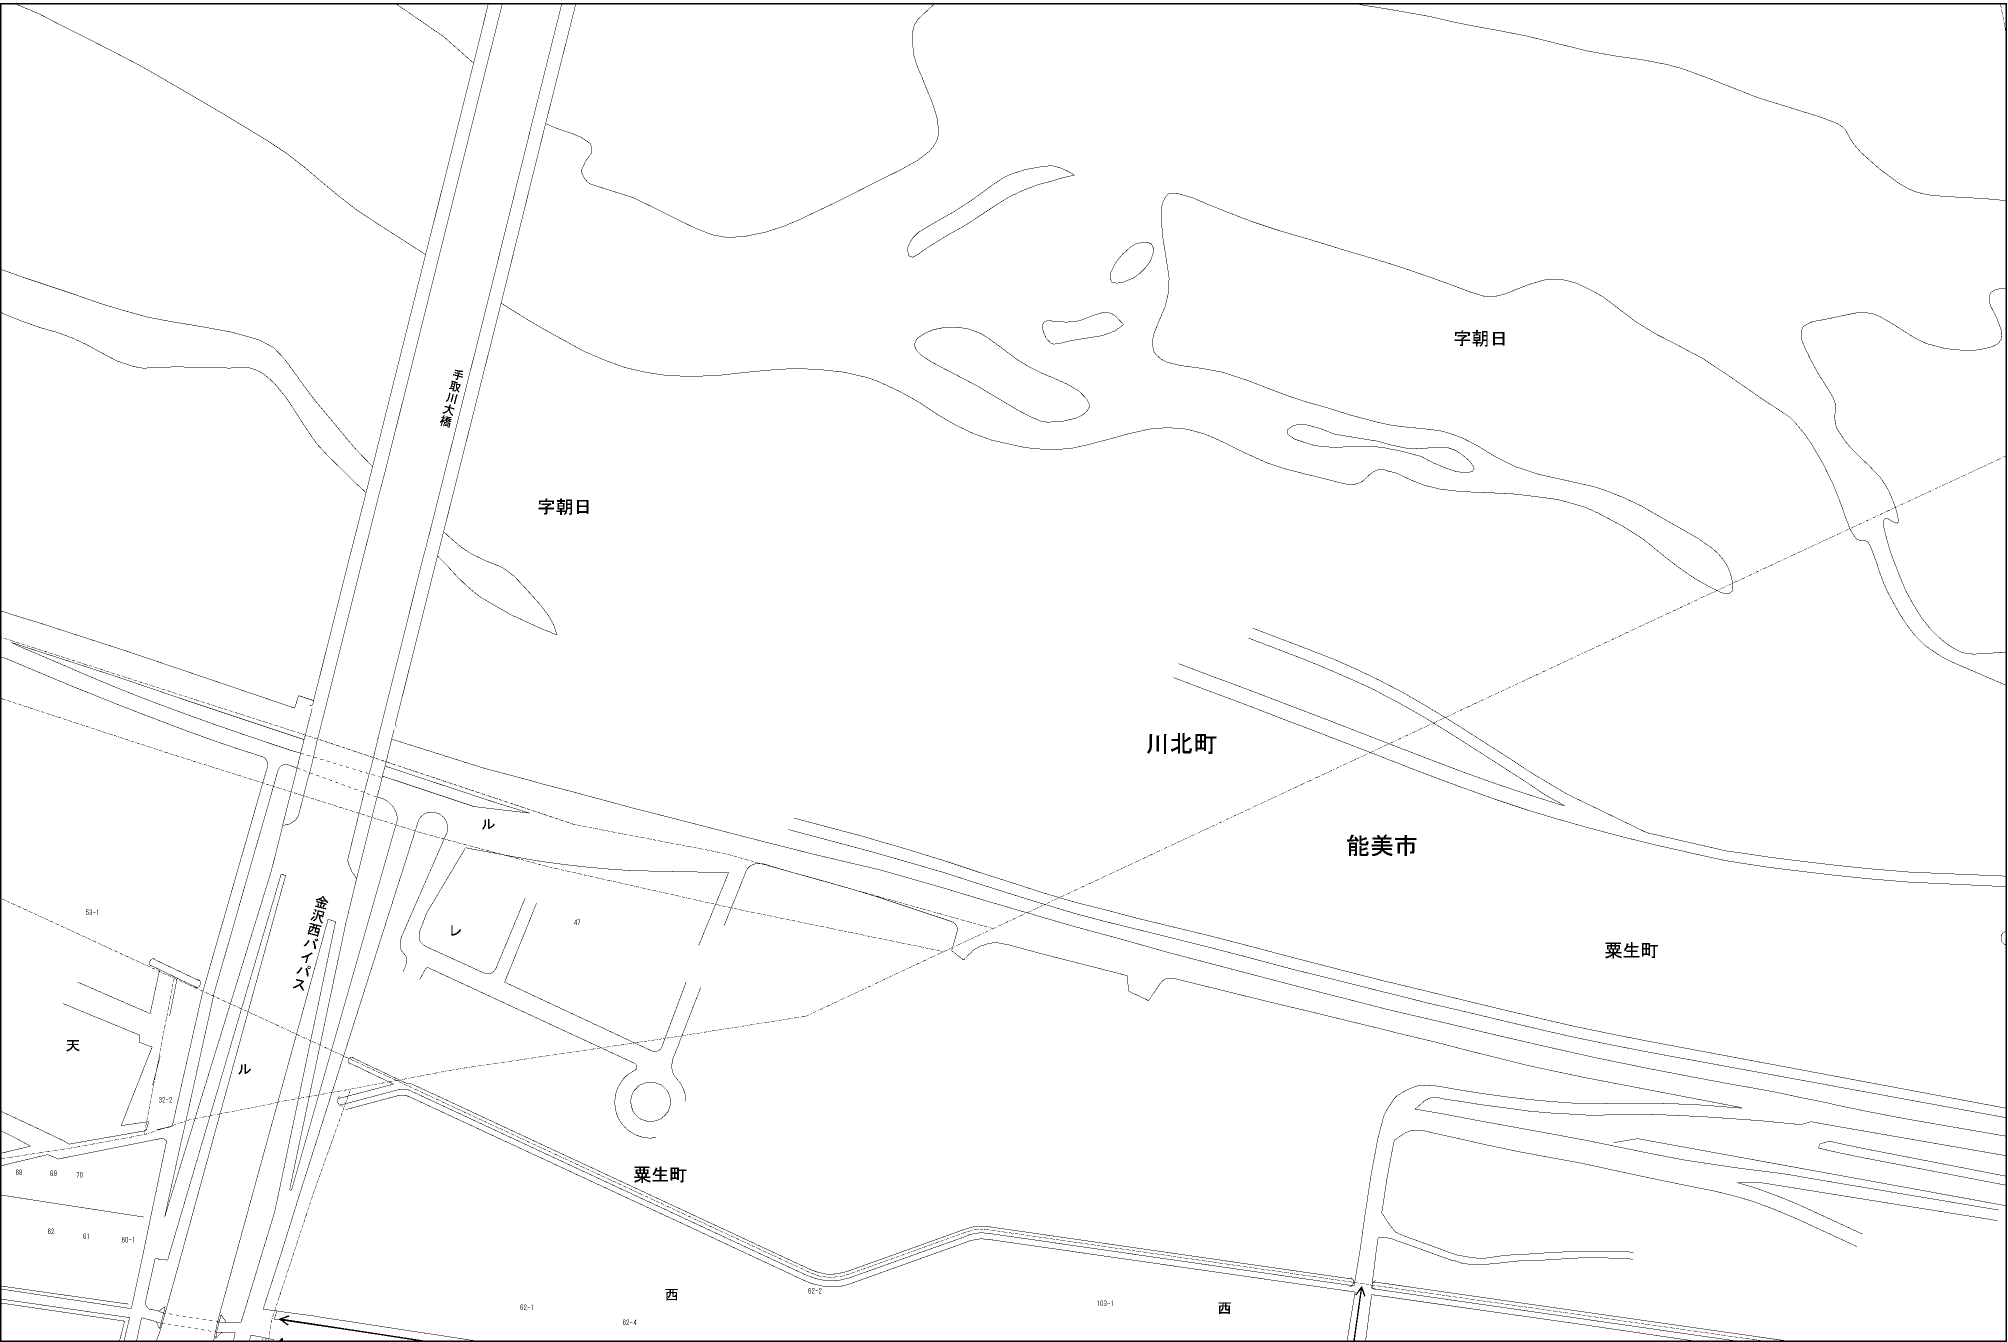 字朝日
手取川大橋
字朝日
川北町
ル
能美市
金沢西バイパス
53-1
47
レ
粟生町
天
ル
32-2
粟生町
68
69
70
62
61
60-1
西
62-2
62-1
62-4
103-1
西